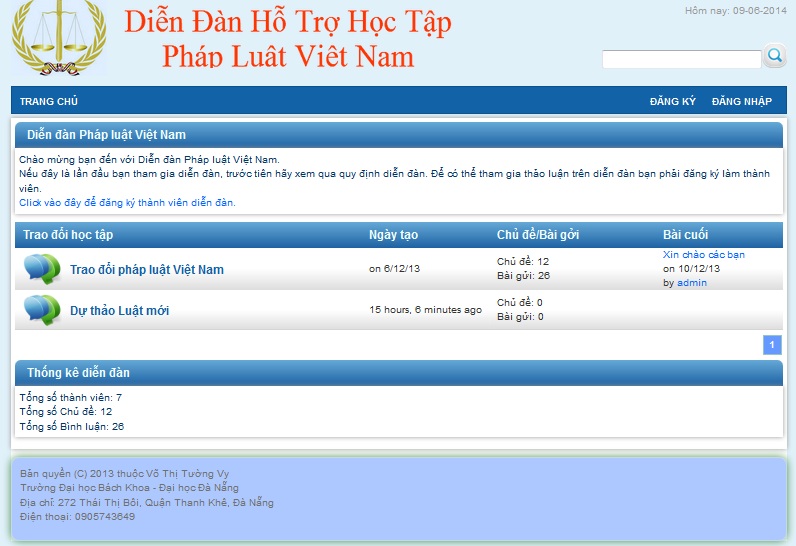 Diễn Đàn Hỗ Trợ Học Tập
Pháp Luật Việt Nam
Hôm nay: 09-06-2014
TRANG CHỦ
ĐĂNG KÝ
ĐĂNG NHẬP
Diễn đàn Pháp luật Việt Nam
Chào mừng bạn đến với Diễn đàn Pháp luật Việt Nam.
Nếu đây là lần đầu bạn tham gia diễn đàn, trước tiên hãy xem qua quy định diễn đàn. Để có thể tham gia thảo luận trên diễn đàn bạn phải đăng ký làm thành
viên.
Click vào đây để đăng ký thành viên diễn đàn.
Trao đổi học tập
Ngày tạo
Chủ đề/Bài gởi
Bài cuối
Trao đổi pháp luật Việt Nam
on 6/12/13
Chủ đề: 12
Bài gửi: 26
Xin chào các bạn
on 10/12/13
by admin
Dự thảo Luật mới
15 hours, 6 minutes ago
Chủ đề: 0
Bài gửi: 0
1
Thống kê diễn đàn
Tổng số thành viên: 7
Tổng số Chủ đề: 12
Tổng số Bình luận: 26
Bản quyền (C) 2013 thuộc Võ Thị Tường Vy
Trường Đại học Bách Khoa - Đại học Đà Nẵng
Địa chỉ: 272 Thái Thị Bôi, Quận Thanh Khê, Đà Nẵng
Điện thoại: 0905743649